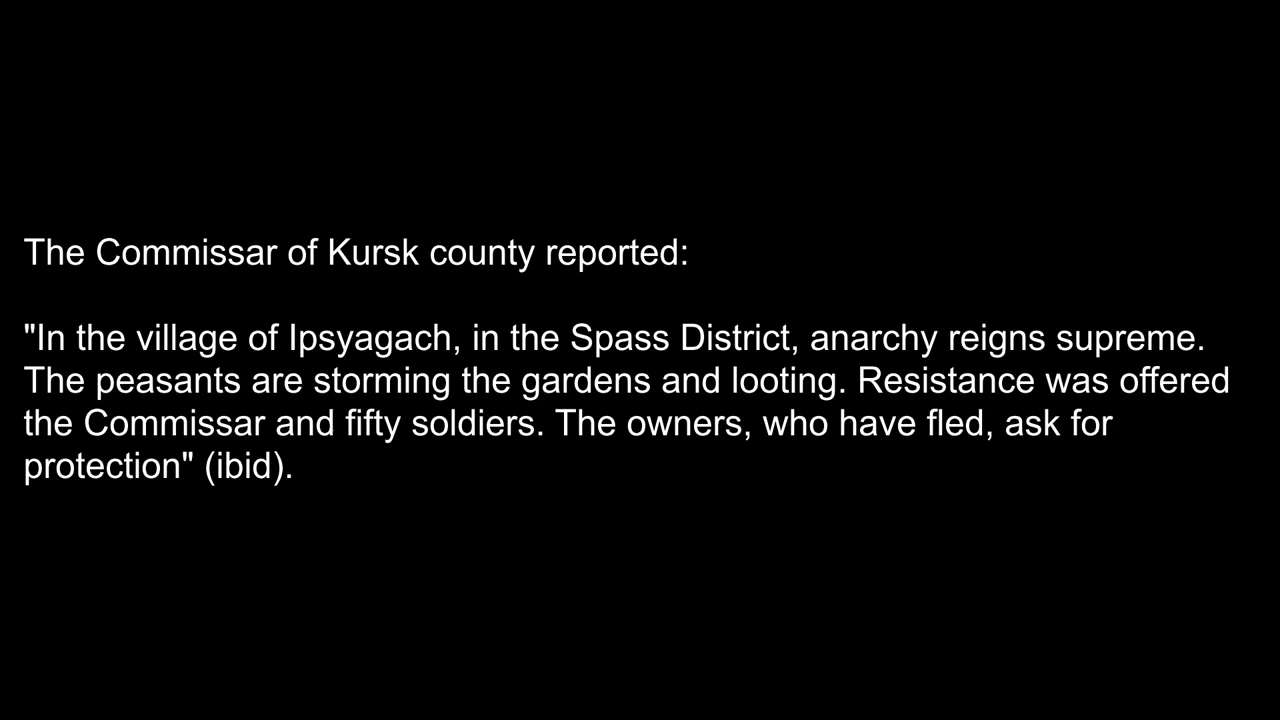 The Commissar of Kursk county reported:
"In the village of Ipsyagach, in the Spass District, anarchy reigns supreme.
The peasants are storming the gardens and looting. Resistance was offered
the Commissar and fifty soldiers. The owners, who have fled, ask for
protection" (ibid).